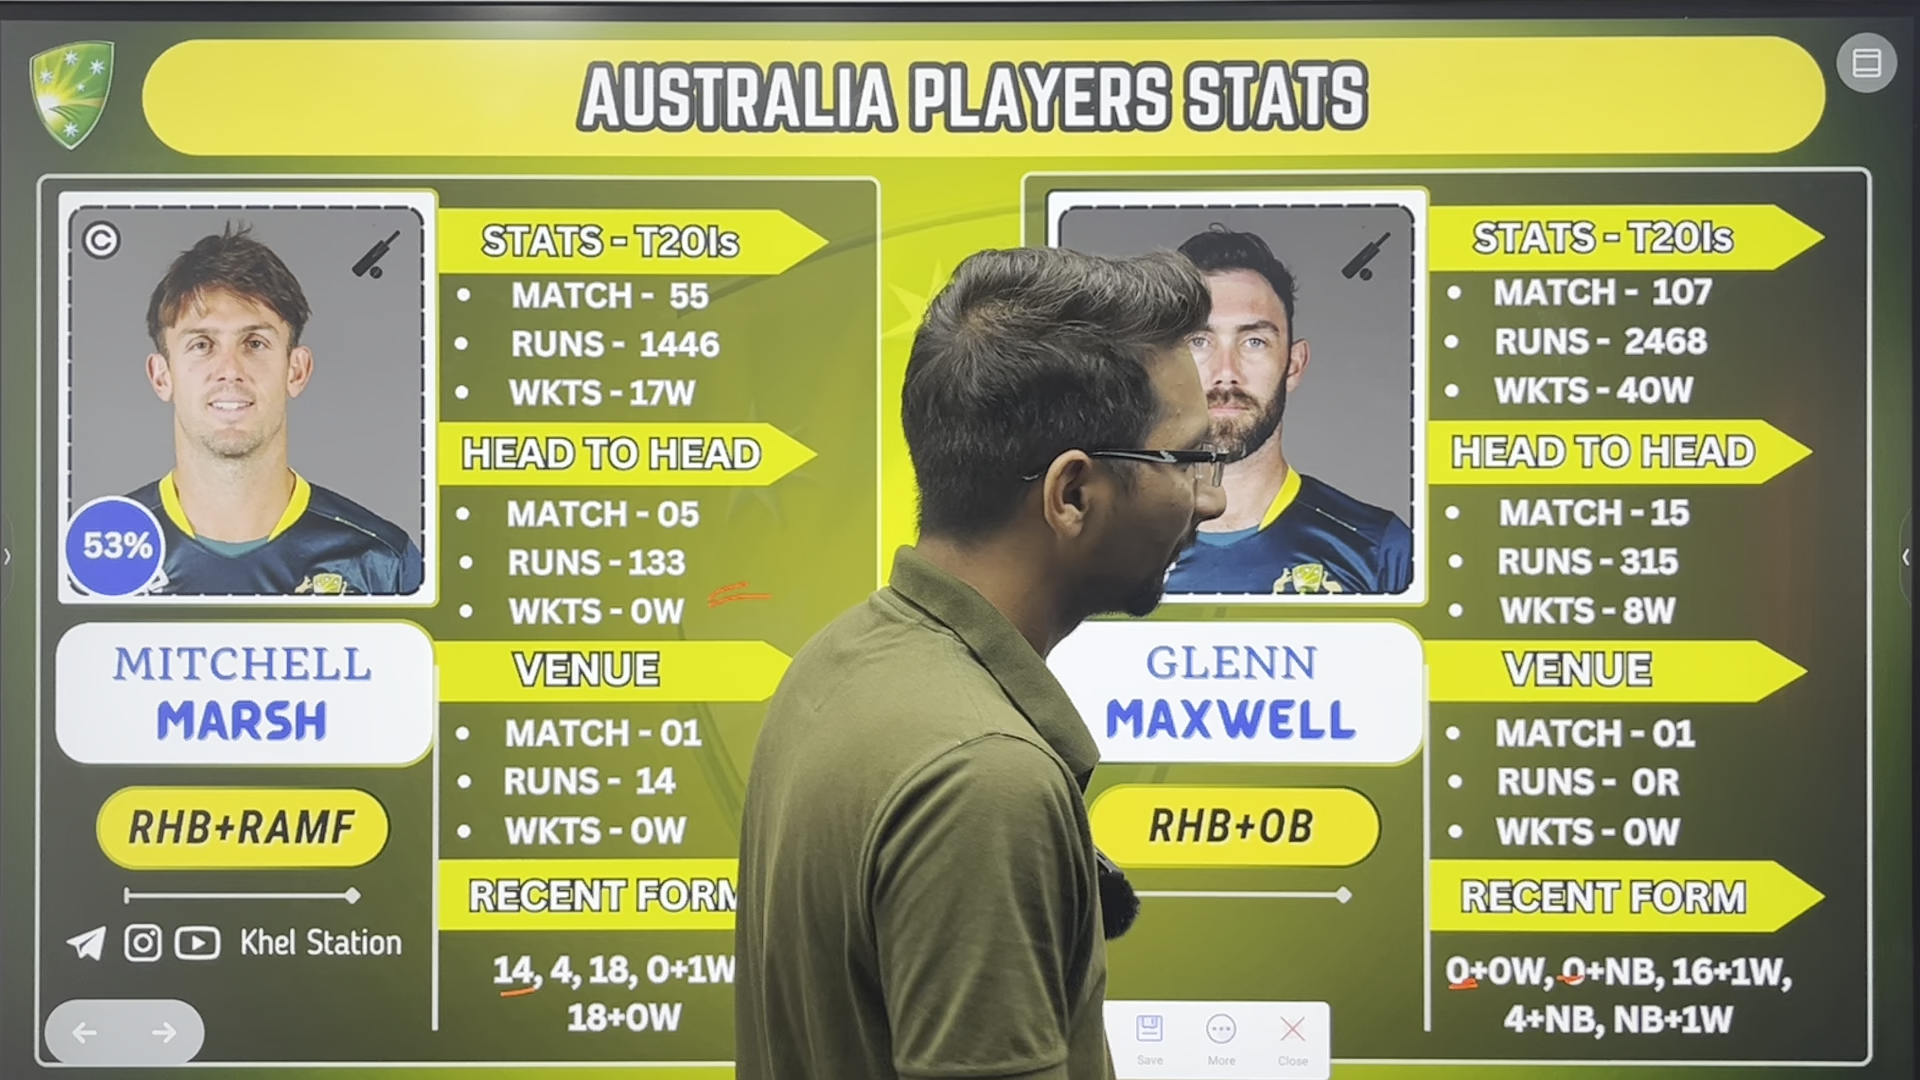 AUSTRALIA PLAYERS STATS
STATS - T20Is
MATCH - 55
RUNS - 1446
WKTS - 17W
HEAD TO HEAD
MATCH - 05
RUNS - 133
WKTS - 0W
VENUE
MATCH - 01
RUNS - 14
WKTS - 0W
RECENT FORM
14, 4, 18, 0+1W
18+0W
C
53%
MITCHELL
MARSH
RHB+RAMF
Khel Station
STATS - T20Is
MATCH - 107
RUNS - 2468
WKTS - 40W
HEAD TO HEAD
MATCH - 15
RUNS - 315
WKTS - 8W
VENUE
MATCH - 01
RUNS - 0R
WKTS - 0W
RECENT FORM
0+0W, 0+NB, 16+1W,
4+NB, NB+1W
GLENN
MAXWELL
RHB+OB
Save More Close